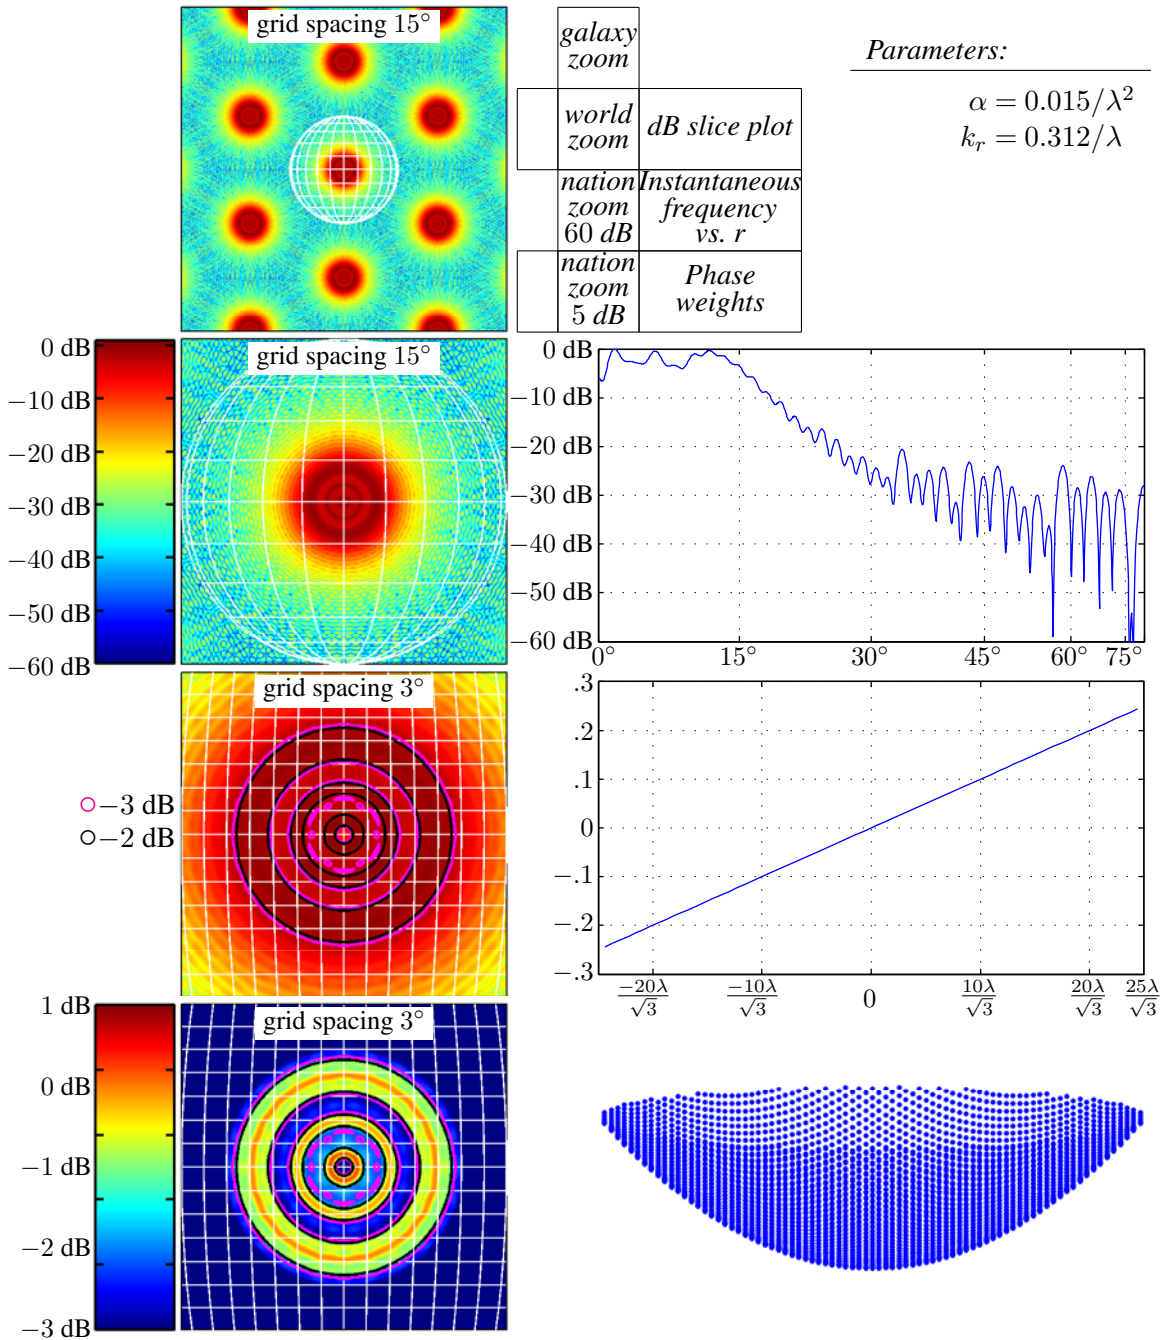 grid spacing 15°
galaxy
zoom
world
zoom
dB slice plot
nation
zoom
60 dB
Instantaneous
frequency
vs. r
nation
zoom
5 dB
Phase
weights
Parameters:
α = 0.015/λ²
k_r = 0.312/λ
grid spacing 15°
0 dB
−10 dB
−20 dB
−30 dB
−40 dB
−50 dB
−60 dB
0 dB
−10 dB
−20 dB
−30 dB
−40 dB
−50 dB
−60 dB
0° 15° 30° 45° 60° 75°
grid spacing 3°
−3 dB
−2 dB
.3
.2
.1
0
−.1
−.2
−.3
−20λ/√3 −10λ/√3 0 10λ/√3 20λ/√3 25λ/√3
grid spacing 3°
1 dB
0 dB
−1 dB
−2 dB
−3 dB